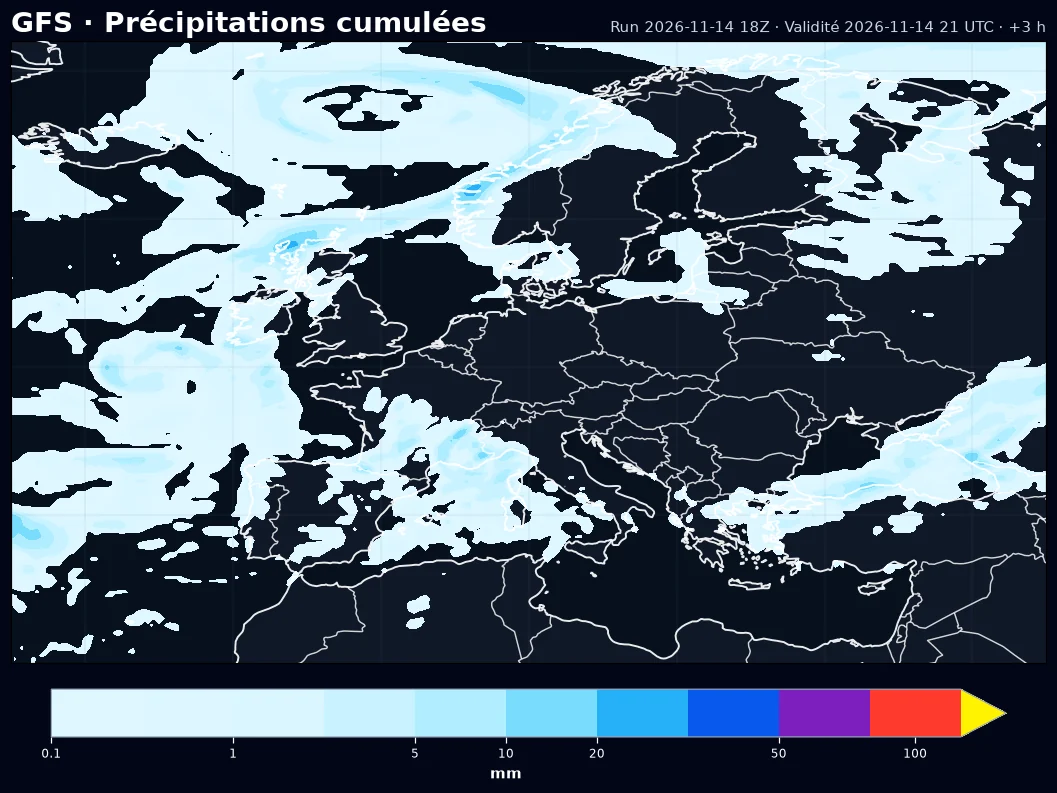 GFS · Précipitations cumulées
Run 2026-11-14 18Z · Validité 2026-11-14 21 UTC · +3 h
0.1 1 5 10 20 50 100
mm